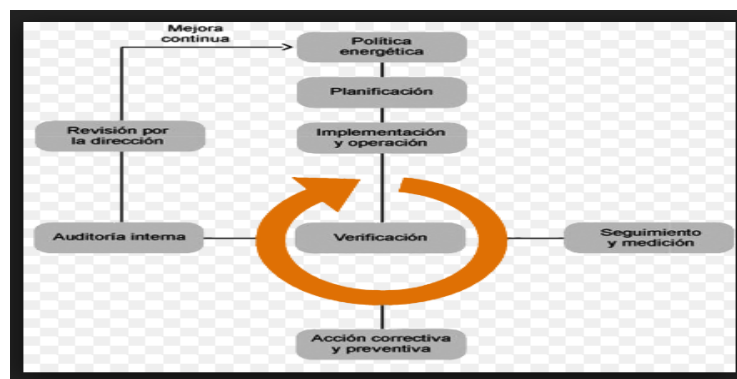 Mejora
continua
Política
energética
Planificación
Revisión por
la dirección
Implementación
y operación
Auditoría interna
Verificación
Seguimiento
y medición
Acción correctiva
y preventiva